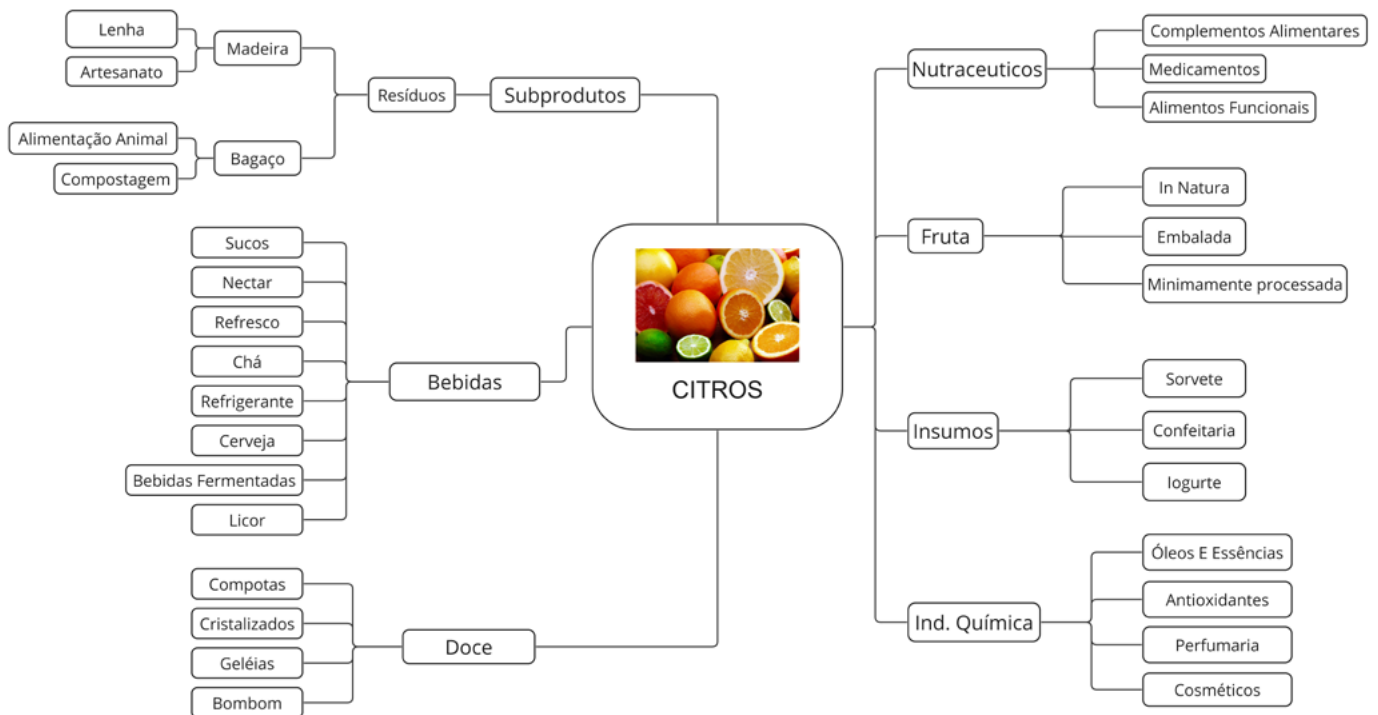 Lenha
Artesanato
Madeira
Alimentação Animal
Compostagem
Bagaço
Resíduos
Subprodutos
Sucos
Nectar
Refresco
Chá
Refrigerante
Cerveja
Bebidas Fermentadas
Licor
Bebidas
Compotas
Cristalizados
Geléias
Bombom
Doce
CITROS
Nutraceuticos
Complementos Alimentares
Medicamentos
Alimentos Funcionais
Fruta
In Natura
Embalada
Minimamente processada
Insumos
Sorvete
Confeitaria
Iogurte
Ind. Química
Óleos E Essências
Antioxidantes
Perfumaria
Cosméticos